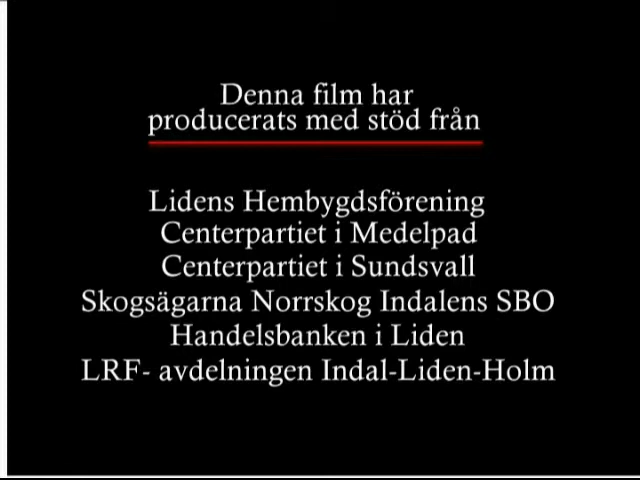 Denna film har
producerats med stöd från
Lidens Hembygdsförening
Centerpartiet i Medelpad
Centerpartiet i Sundsvall
Skogsägarna Norrskog Indalens SBO
Handelsbanken i Liden
LRF- avdelningen Indal-Liden-Holm